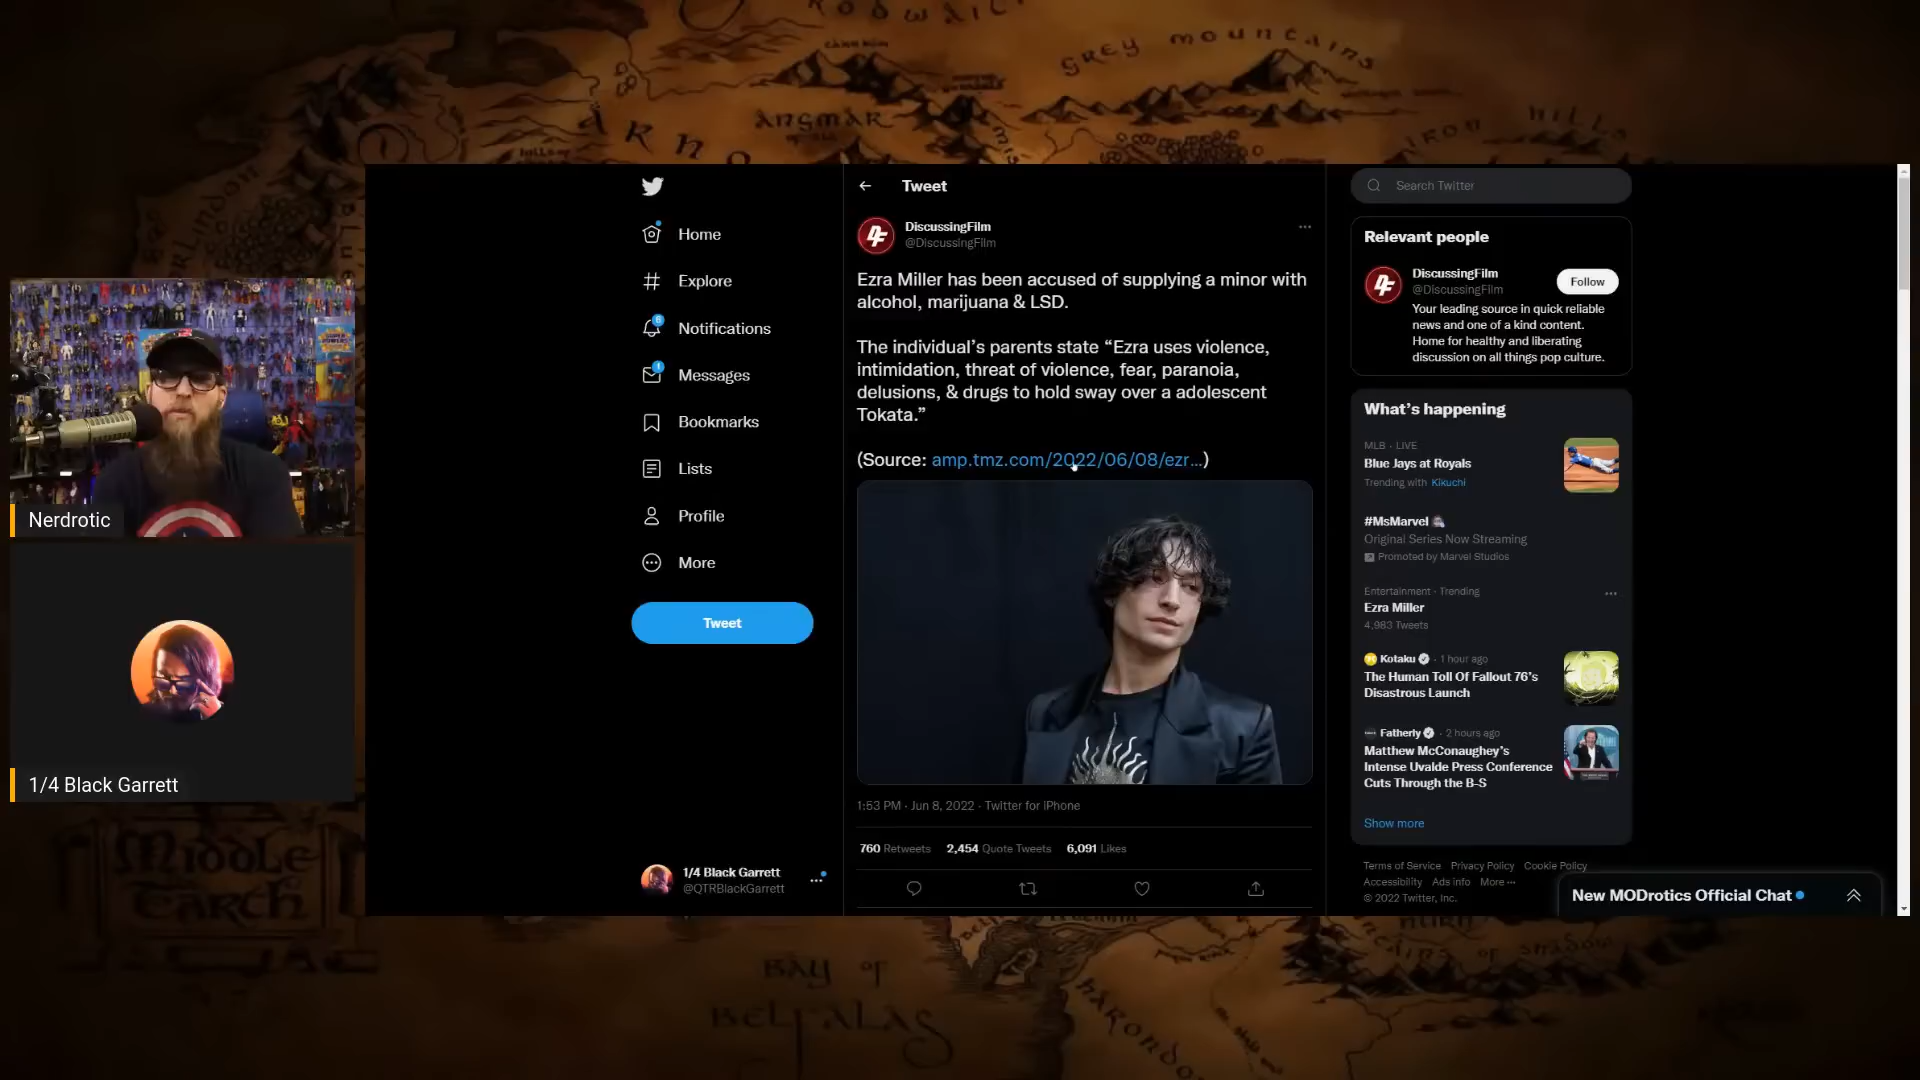 GREY MOUNTAINS
ANGMAR
IRON HILLS
Tweet
Search Twitter
DiscussingFilm
@DiscussingFilm
Home
Explore
6
Notifications
1
Messages
Bookmarks
Lists
Profile
More
Tweet
Ezra Miller has been accused of supplying a minor with
alcohol, marijuana & LSD.
The individual’s parents state “Ezra uses violence,
intimidation, threat of violence, fear, paranoia,
delusions, & drugs to hold sway over a adolescent
Tokata.”
(Source: amp.tmz.com/2022/06/08/ezr...)
1:53 PM · Jun 8, 2022 · Twitter for iPhone
760 Retweets 2,454 Quote Tweets 6,091 Likes
Relevant people
DiscussingFilm
@DiscussingFilm
Follow
Your leading source in quick reliable
news and one of a kind content.
Home for healthy and liberating
discussion on all things pop culture.
What’s happening
MLB · LIVE
Blue Jays at Royals
Trending with Kikuchi
#MsMarvel
Original Series Now Streaming
Promoted by Marvel Studios
Entertainment · Trending
Ezra Miller
4,983 Tweets
Kotaku · 1 hour ago
The Human Toll Of Fallout 76’s
Disastrous Launch
Fatherly · 2 hours ago
Matthew McConaughey’s
Intense Uvalde Press Conference
Cuts Through the B-S
Show more
Terms of Service Privacy Policy Cookie Policy
Accessibility Ads info More ···
© 2022 Twitter, Inc.
New MODrotics Official Chat
1/4 Black Garrett
@QTRBlackGarrett
Nerdrotic
1/4 Black Garrett
MIDDLE
EARTH
BAY of
BELFALAS